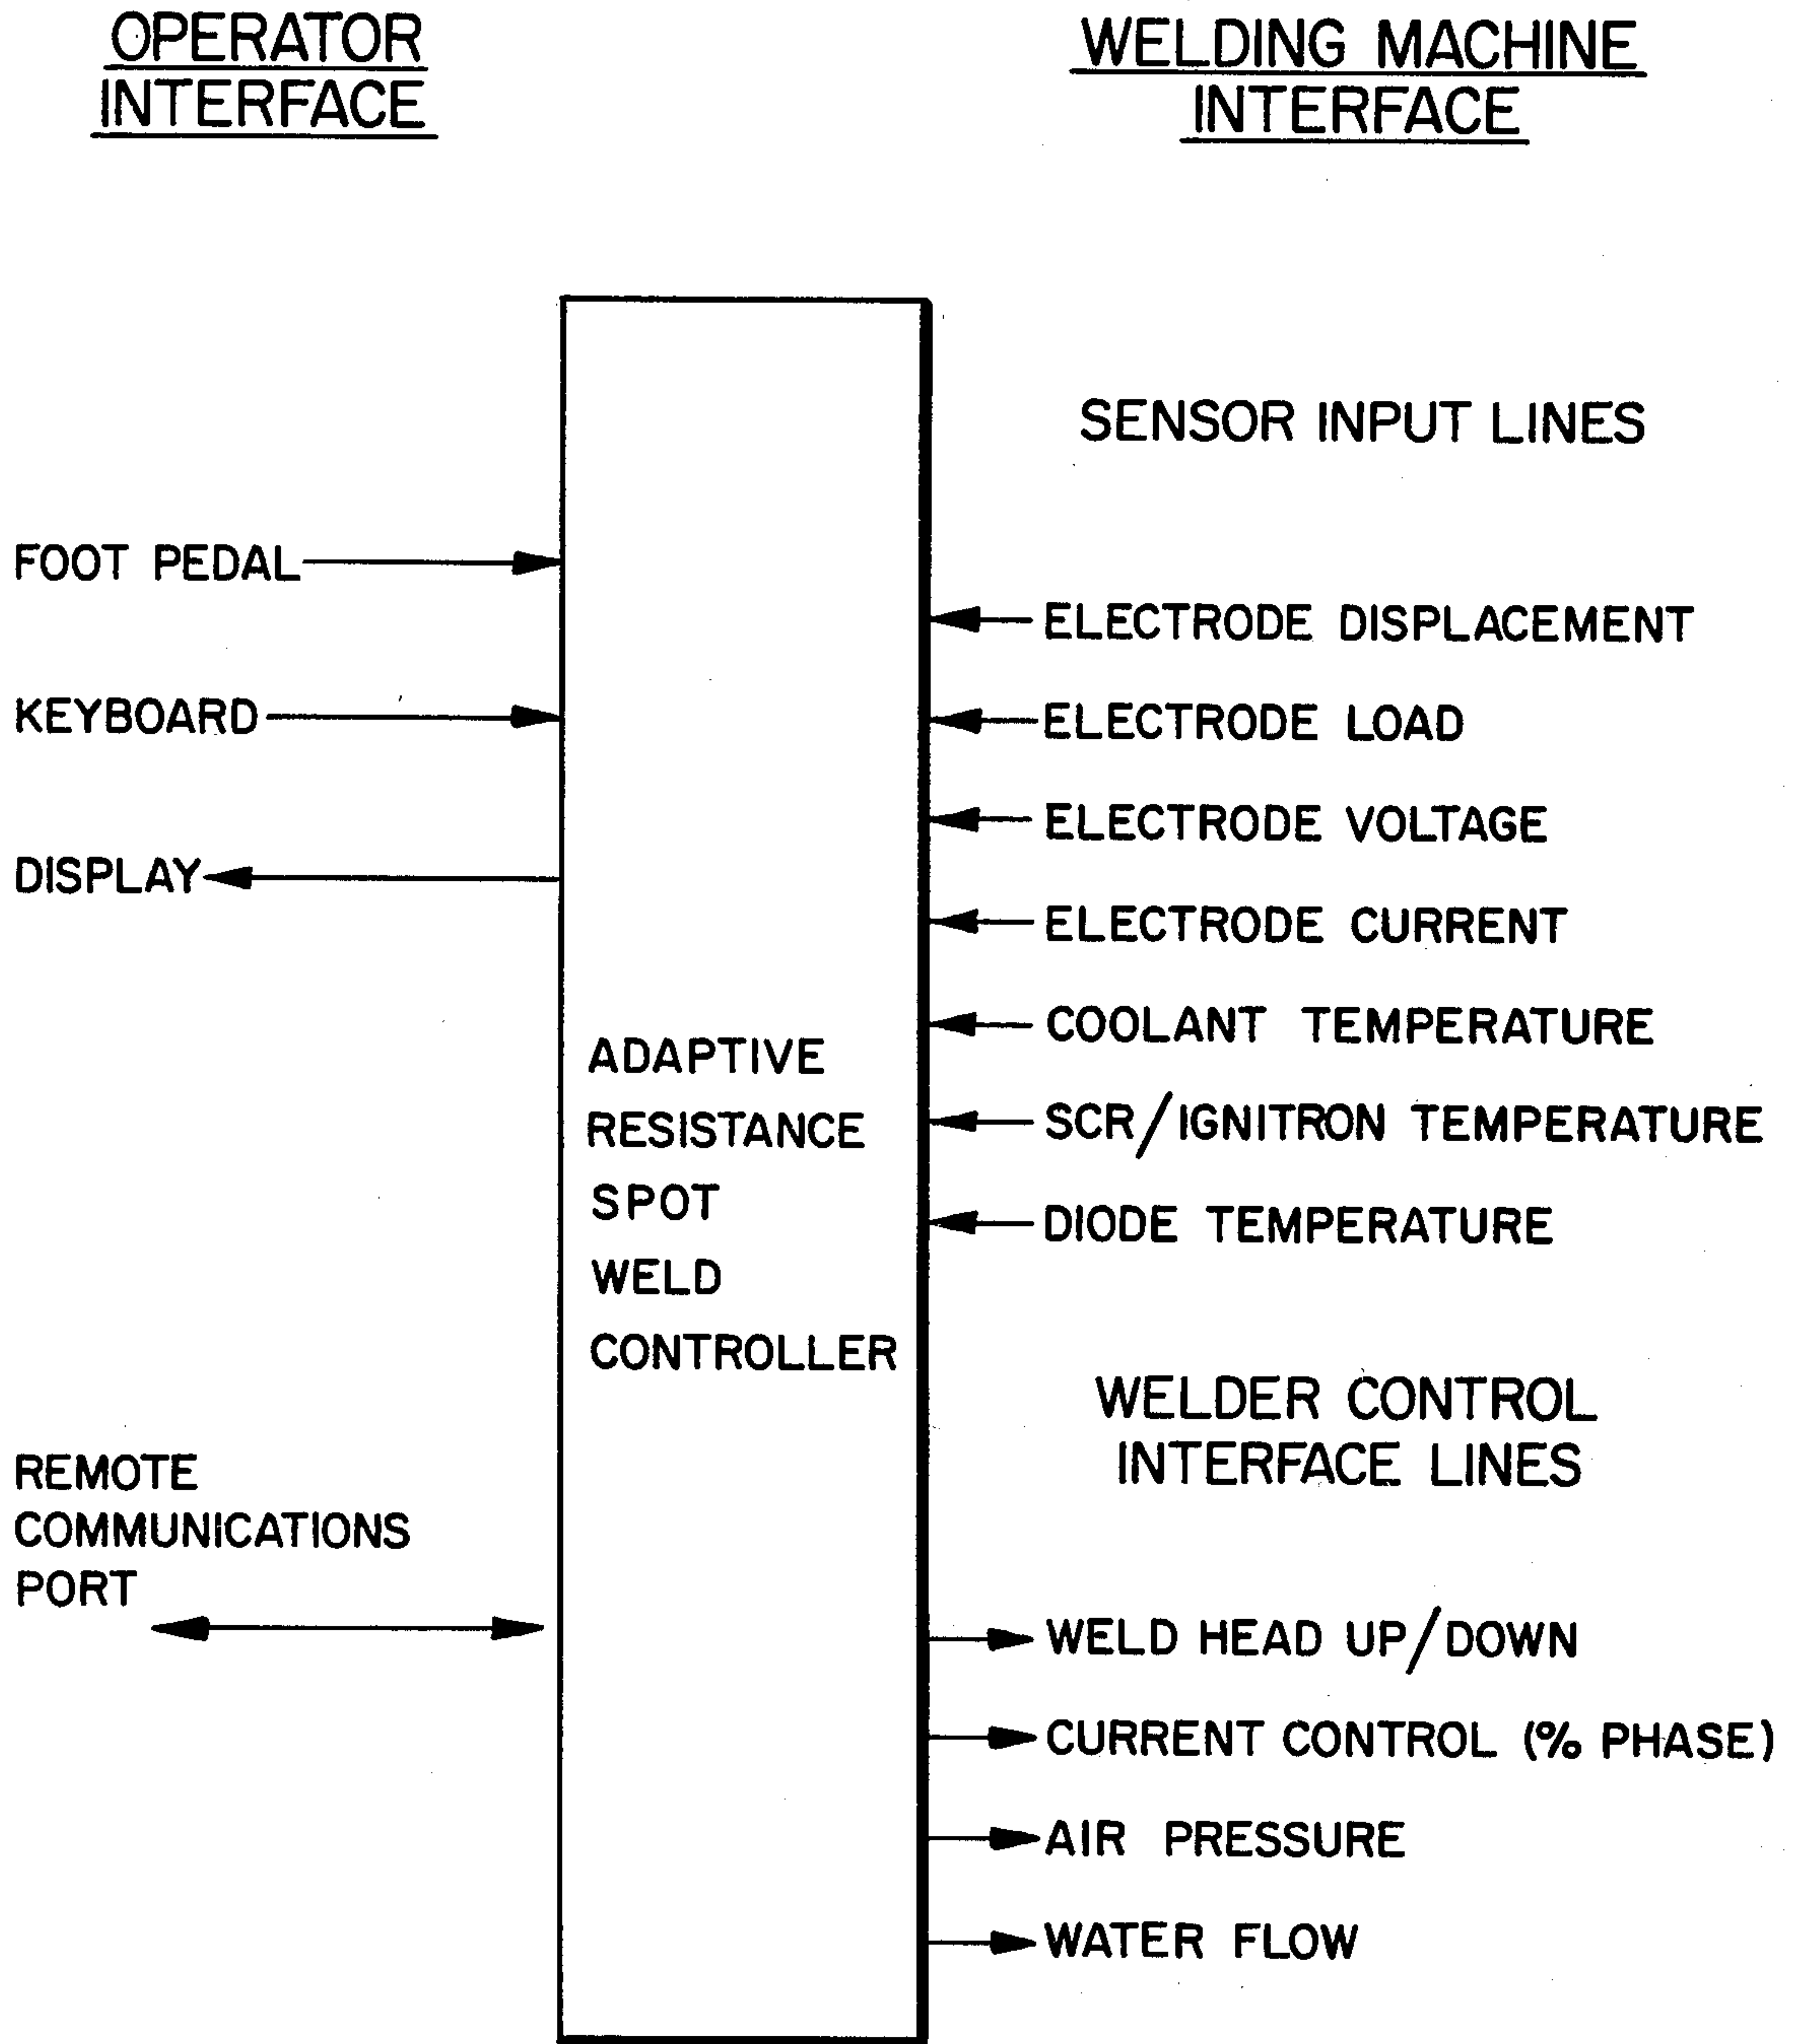 OPERATOR
INTERFACE
WELDING MACHINE
INTERFACE
SENSOR INPUT LINES
FOOT PEDAL
KEYBOARD
DISPLAY
REMOTE
COMMUNICATIONS
PORT
ADAPTIVE
RESISTANCE
SPOT
WELD
CONTROLLER
ELECTRODE DISPLACEMENT
ELECTRODE LOAD
ELECTRODE VOLTAGE
ELECTRODE CURRENT
COOLANT TEMPERATURE
SCR/IGNITRON TEMPERATURE
DIODE TEMPERATURE
WELDER CONTROL
INTERFACE LINES
WELD HEAD UP/DOWN
CURRENT CONTROL (% PHASE)
AIR PRESSURE
WATER FLOW